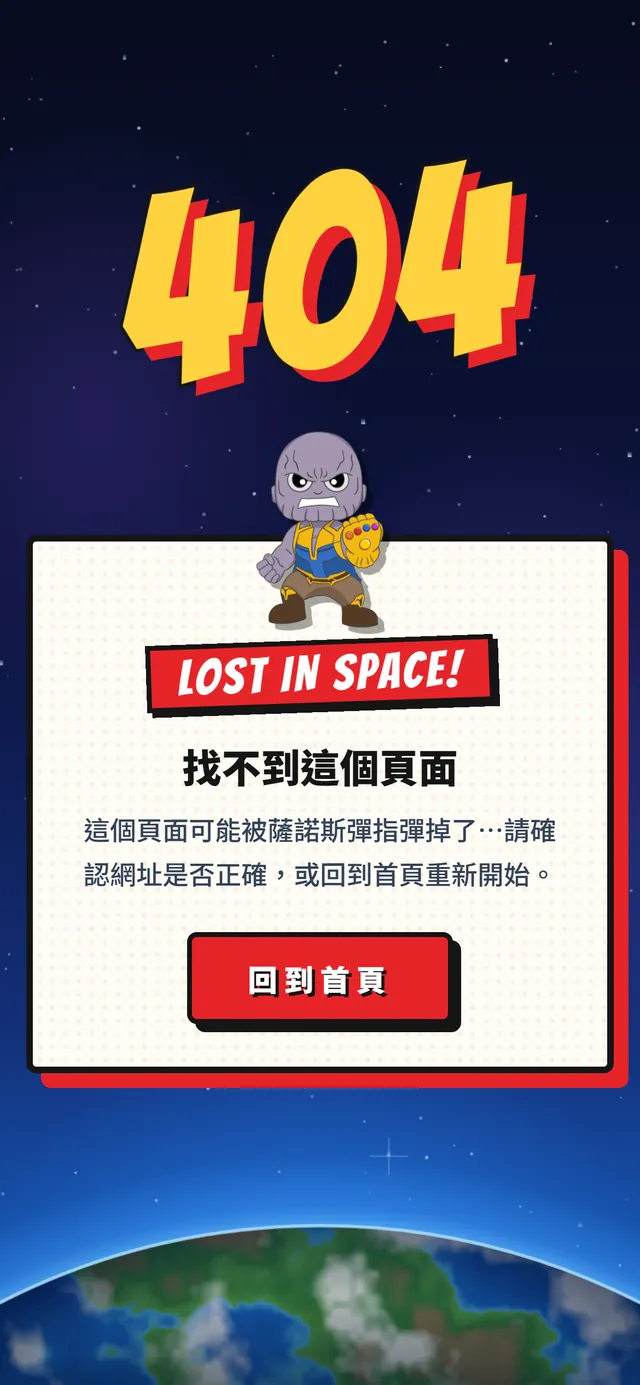 404
LOST IN SPACE!
找不到這個頁面
這個頁面可能被薩諾斯彈指彈掉了…請確
認網址是否正確，或回到首頁重新開始。
回到首頁